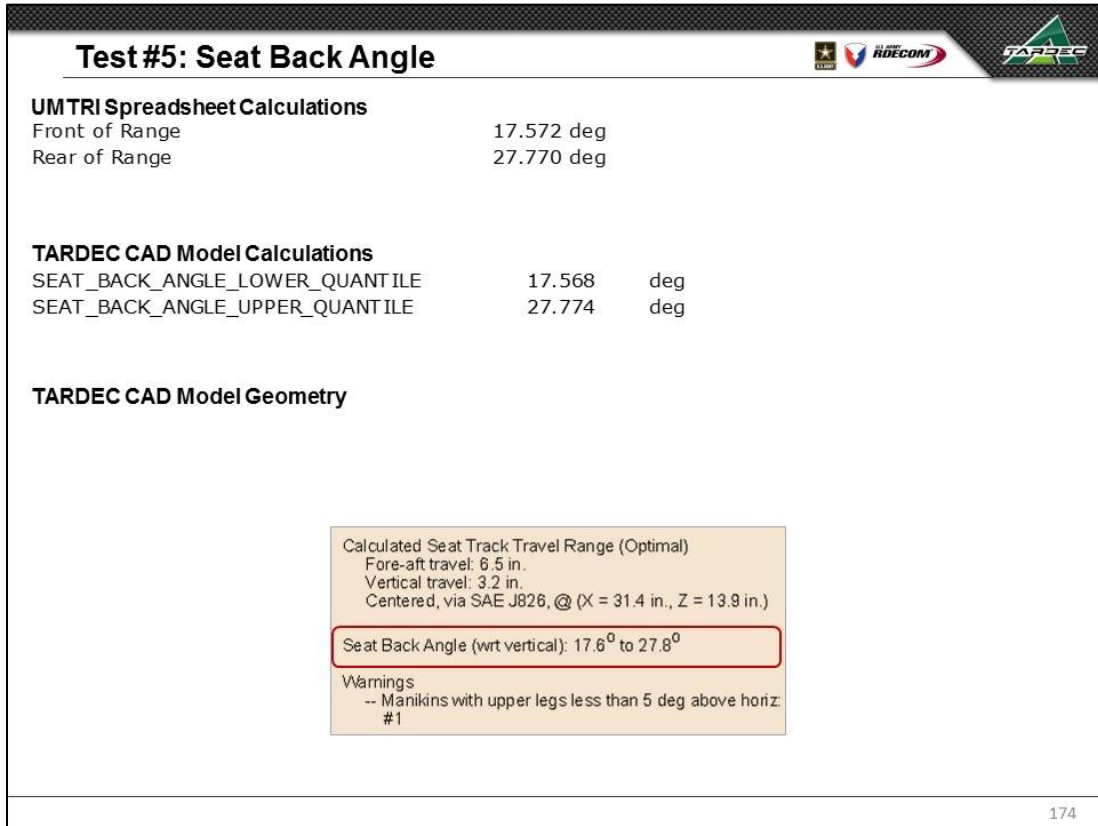 Test #5: Seat Back Angle
U.S. ARMY
U.S. ARMY
RDECOM
TARDEC
UMTRI Spreadsheet Calculations
Front of Range 17.572 deg
Rear of Range 27.770 deg
TARDEC CAD Model Calculations
SEAT_BACK_ANGLE_LOWER_QUANTILE 17.568 deg
SEAT_BACK_ANGLE_UPPER_QUANTILE 27.774 deg
TARDEC CAD Model Geometry
Calculated Seat Track Travel Range (Optimal)
Fore-aft travel: 6.5 in.
Vertical travel: 3.2 in.
Centered, via SAE J826, @ (X = 31.4 in., Z = 13.9 in.)
Seat Back Angle (wrt vertical): 17.6º to 27.8º
Warnings
-- Manikins with upper legs less than 5 deg above horiz:
#1
174